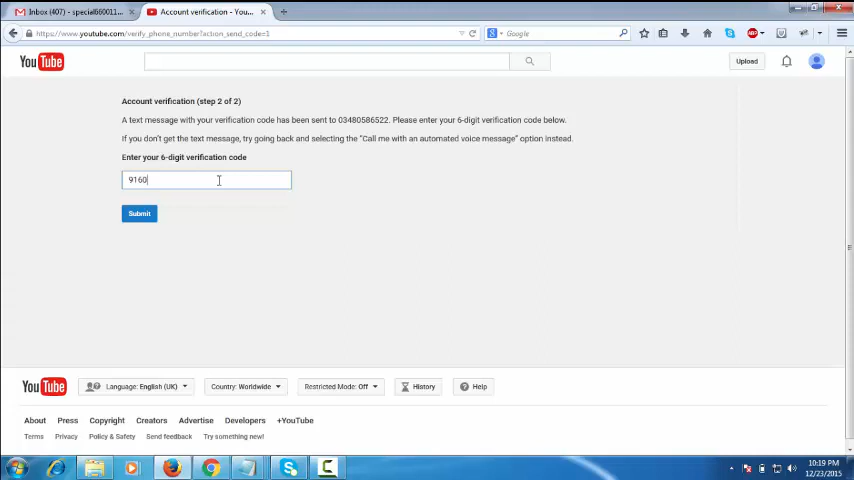 Inbox (407) - special660011...
Account verification - You...
https://www.youtube.com/verify_phone_number?action_send_code=1
Google
YouTube
Upload
Account verification (step 2 of 2)
A text message with your verification code has been sent to 03480586522. Please enter your 6-digit verification code below.
If you don't get the text message, try going back and selecting the "Call me with an automated voice message" option instead.
Enter your 6-digit verification code
9160
Submit
YouTube
Language: English (UK)
Country: Worldwide
Restricted Mode: Off
History
Help
About Press Copyright Creators Advertise Developers +YouTube
Terms Privacy Policy & Safety Send feedback Try something new!
10:19 PM
12/23/2015